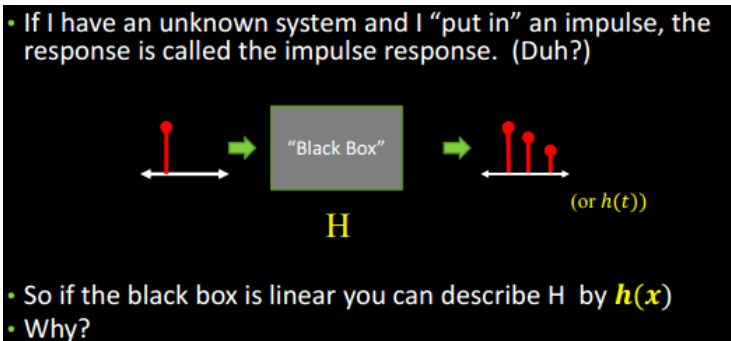 • If I have an unknown system and I “put in” an impulse, the
response is called the impulse response. (Duh?)
“Black Box”
(or h(t))
H
• So if the black box is linear you can describe H by h(x)
• Why?